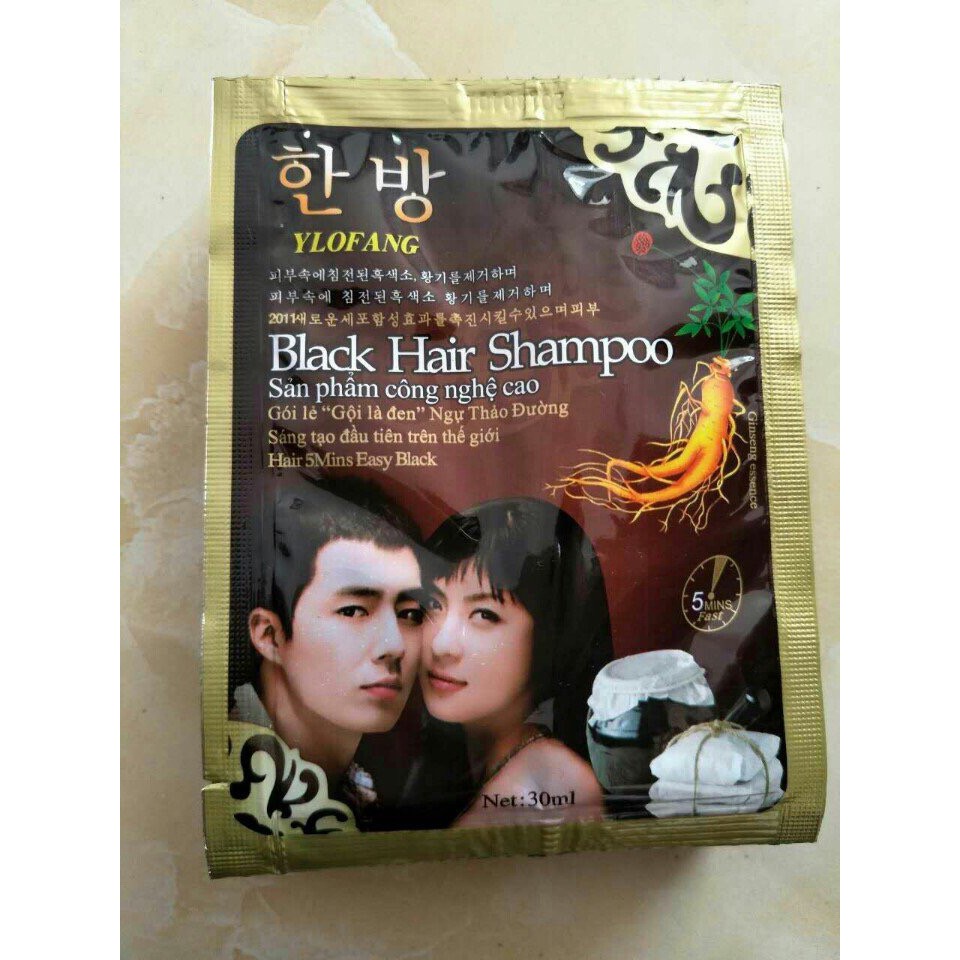 한방
YLOFANG
피부속에침전된흑색소, 황기를제거하며
피부속에 침전된흑색소 황기를제거하며
2011새로운세포합성효과를촉진시킬수있으며피부
Black Hair Shampoo
Sản phẩm công nghệ cao
Gói lẻ “Gội là đen” Ngự Thảo Đường
Sáng tạo đầu tiên trên thế giới
Hair 5Mins Easy Black
Ginseng essence
5 MINS
Fast
Net:30ml